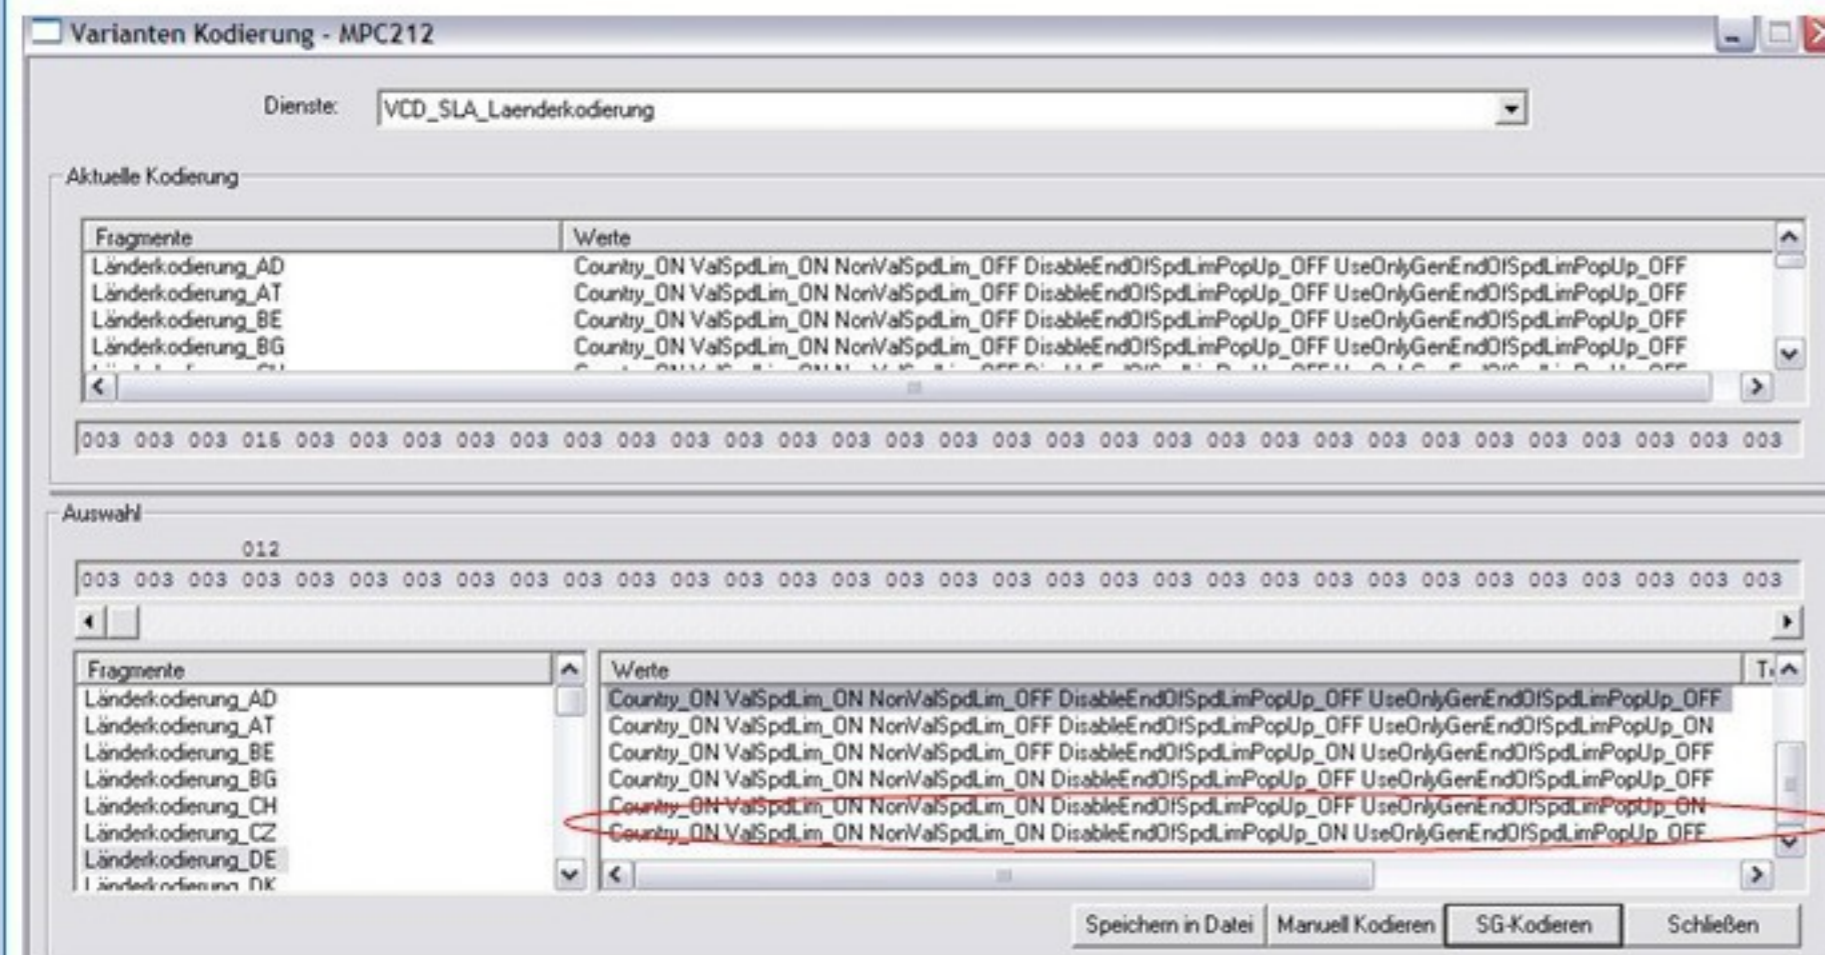 Varianten Kodierung - MPC212
Dienste: VCD_SLA_Laenderkodierung
Aktuelle Kodierung
Fragmente Werte
Länderkodierung_AD Country_ON ValSpdLim_ON NonValSpdLim_OFF DisableEndOfSpdLimPopUp_OFF UseOnlyGenEndOfSpdLimPopUp_OFF
Länderkodierung_AT Country_ON ValSpdLim_ON NonValSpdLim_OFF DisableEndOfSpdLimPopUp_OFF UseOnlyGenEndOfSpdLimPopUp_OFF
Länderkodierung_BE Country_ON ValSpdLim_ON NonValSpdLim_OFF DisableEndOfSpdLimPopUp_OFF UseOnlyGenEndOfSpdLimPopUp_OFF
Länderkodierung_BG Country_ON ValSpdLim_ON NonValSpdLim_OFF DisableEndOfSpdLimPopUp_OFF UseOnlyGenEndOfSpdLimPopUp_OFF
003 003 003 015 003 003 003 003 003 003 003 003 003 003 003 003 003 003 003 003 003 003 003 003 003 003 003 003 003 003 003 003
Auswahl
012
003 003 003 003 003 003 003 003 003 003 003 003 003 003 003 003 003 003 003 003 003 003 003 003 003 003 003 003 003 003 003 003
Fragmente Werte
Länderkodierung_AD Country_ON ValSpdLim_ON NonValSpdLim_OFF DisableEndOfSpdLimPopUp_OFF UseOnlyGenEndOfSpdLimPopUp_OFF
Länderkodierung_AT Country_ON ValSpdLim_ON NonValSpdLim_OFF DisableEndOfSpdLimPopUp_OFF UseOnlyGenEndOfSpdLimPopUp_ON
Länderkodierung_BE Country_ON ValSpdLim_ON NonValSpdLim_OFF DisableEndOfSpdLimPopUp_ON UseOnlyGenEndOfSpdLimPopUp_OFF
Länderkodierung_BG Country_ON ValSpdLim_ON NonValSpdLim_ON DisableEndOfSpdLimPopUp_OFF UseOnlyGenEndOfSpdLimPopUp_OFF
Länderkodierung_CH Country_ON ValSpdLim_ON NonValSpdLim_ON DisableEndOfSpdLimPopUp_OFF UseOnlyGenEndOfSpdLimPopUp_ON
Länderkodierung_CZ Country_ON ValSpdLim_ON NonValSpdLim_ON DisableEndOfSpdLimPopUp_ON UseOnlyGenEndOfSpdLimPopUp_OFF
Länderkodierung_DE
Länderkodierung_DK
Speichern in Datei Manuell Kodieren SG-Kodieren Schließen